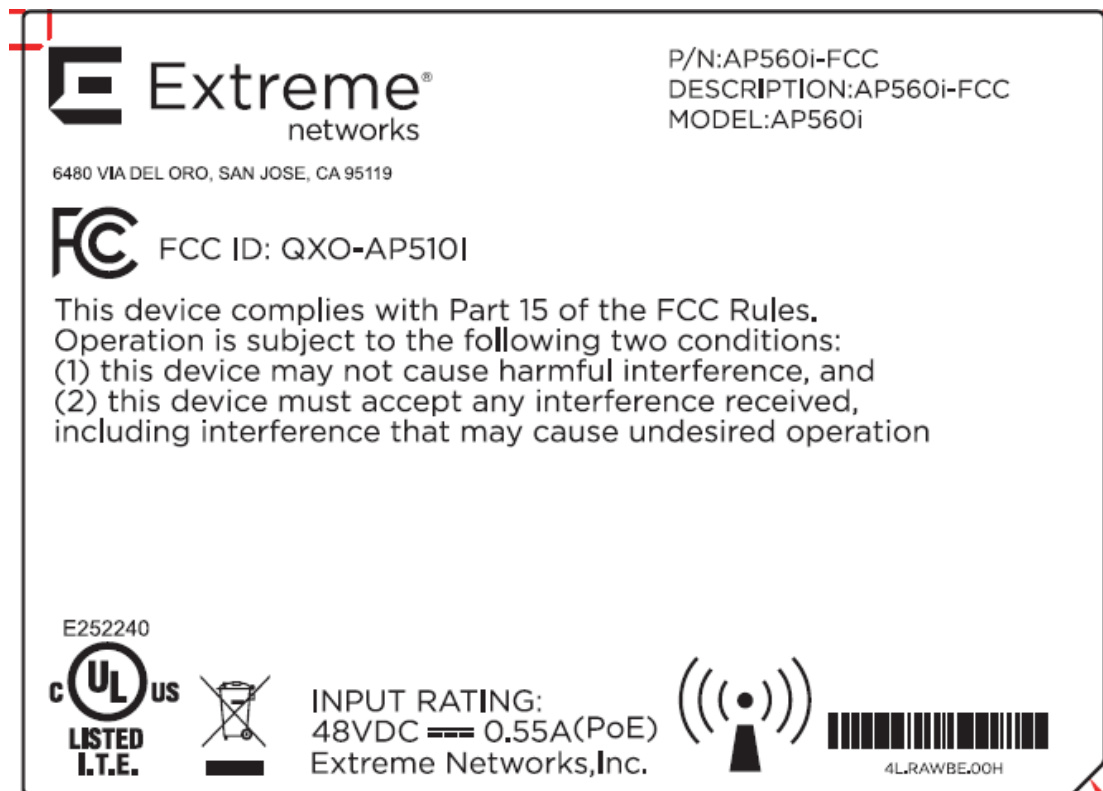 Extreme®
networks
P/N:AP560i-FCC
DESCRIPTION:AP560i-FCC
MODEL:AP560i
6480 VIA DEL ORO, SAN JOSE, CA 95119
FC FCC ID: QXO-AP510I
This device complies with Part 15 of the FCC Rules.
Operation is subject to the following two conditions:
(1) this device may not cause harmful interference, and
(2) this device must accept any interference received,
including interference that may cause undesired operation
E252240
C UL US
LISTED
I.T.E.
INPUT RATING:
48VDC 0.55A(PoE)
Extreme Networks,Inc.
4L.RAWBE.00H